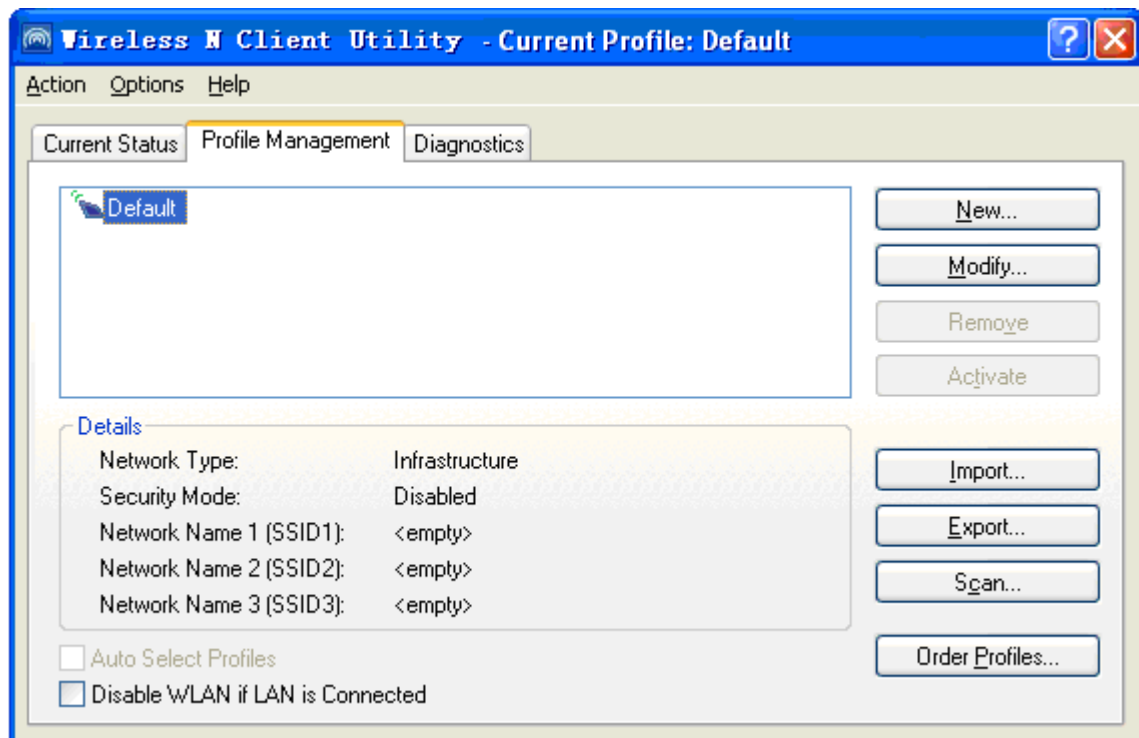 Wireless N Client Utility - Current Profile: Default
Action Options Help
Current Status Profile Management Diagnostics
Default
New...
Modify...
Remove
Activate
Details
Network Type: Infrastructure
Security Mode: Disabled
Network Name 1 (SSID1): <empty>
Network Name 2 (SSID2): <empty>
Network Name 3 (SSID3): <empty>
Import...
Export...
Scan...
Order Profiles...
Auto Select Profiles
Disable WLAN if LAN is Connected